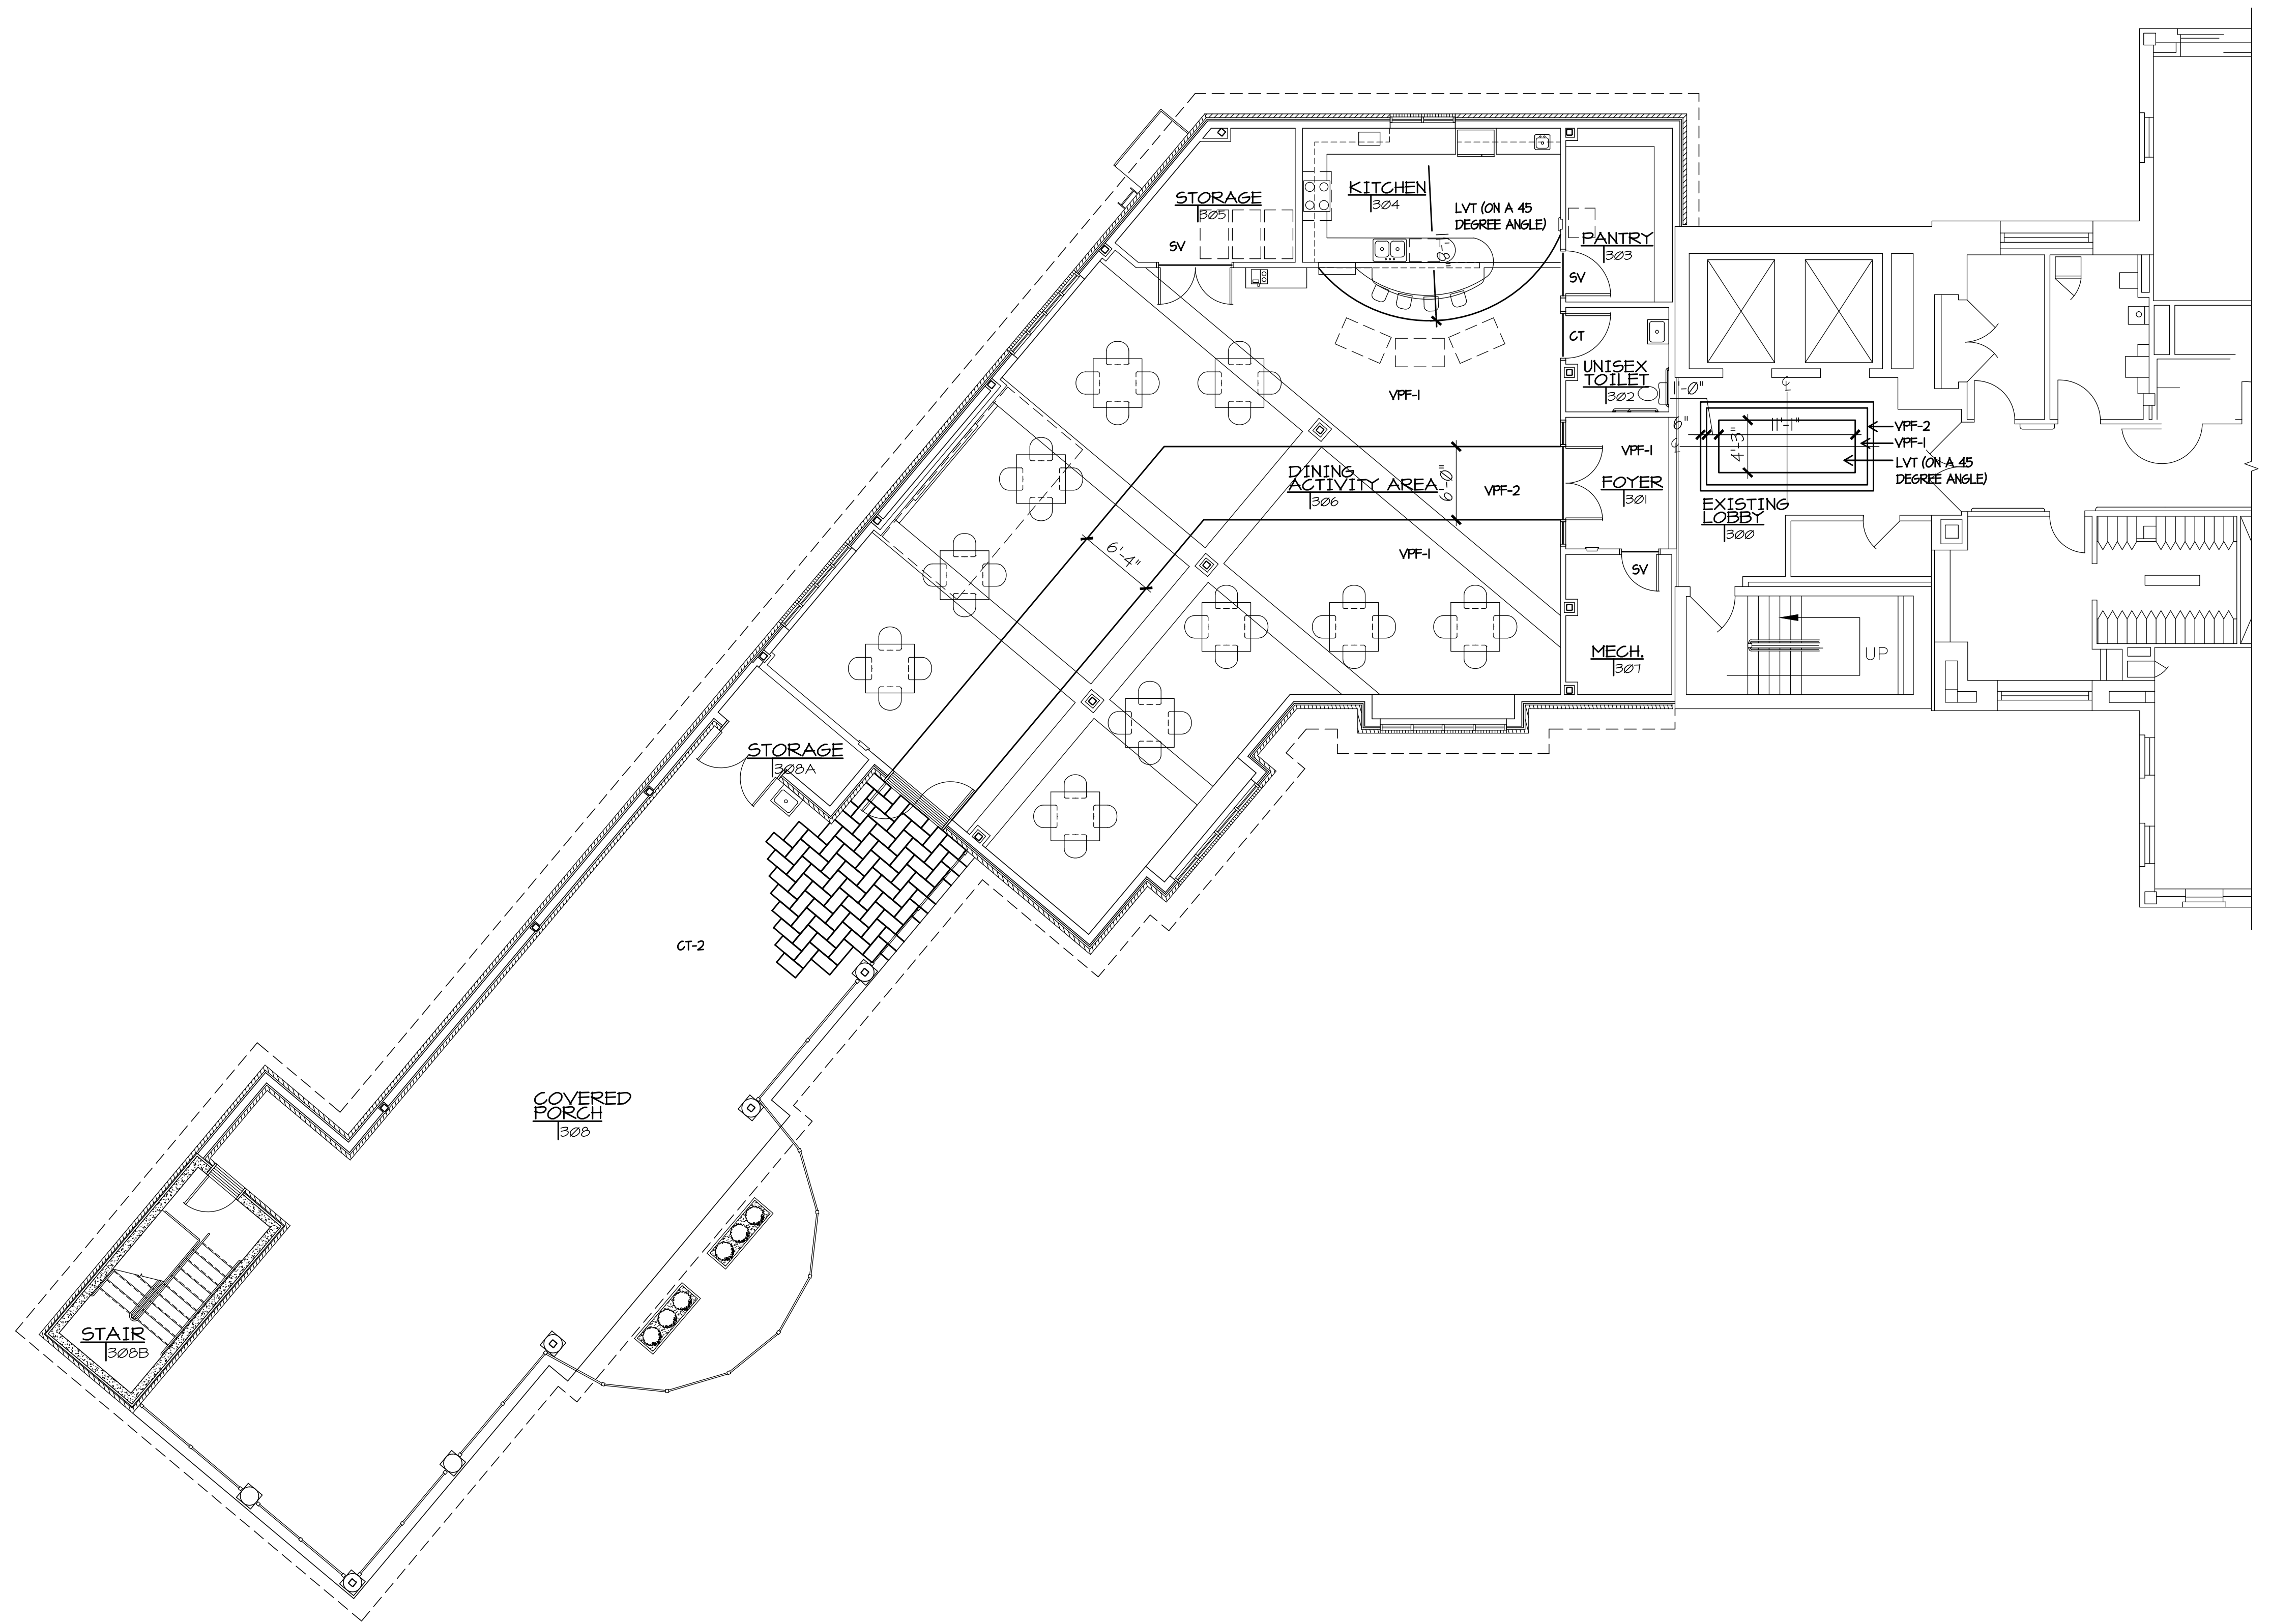 STORAGE
305
SV
KITCHEN
304
LVT (ON A 45
DEGREE ANGLE)
8'-11"
PANTRY
303
SV
CT
UNISEX
TOILET
302
VPF-1
1'-0"
6"
11'-1"
4'-3"
℄
℄
VPF-2
VPF-1
LVT (ON A 45
DEGREE ANGLE)
EXISTING
LOBBY
300
DINING
ACTIVITY AREA
306
6'-0"
VPF-2
VPF-1
FOYER
301
6'-4"
VPF-1
SV
MECH.
307
UP
STORAGE
308A
CT-2
COVERED
PORCH
308
STAIR
308B